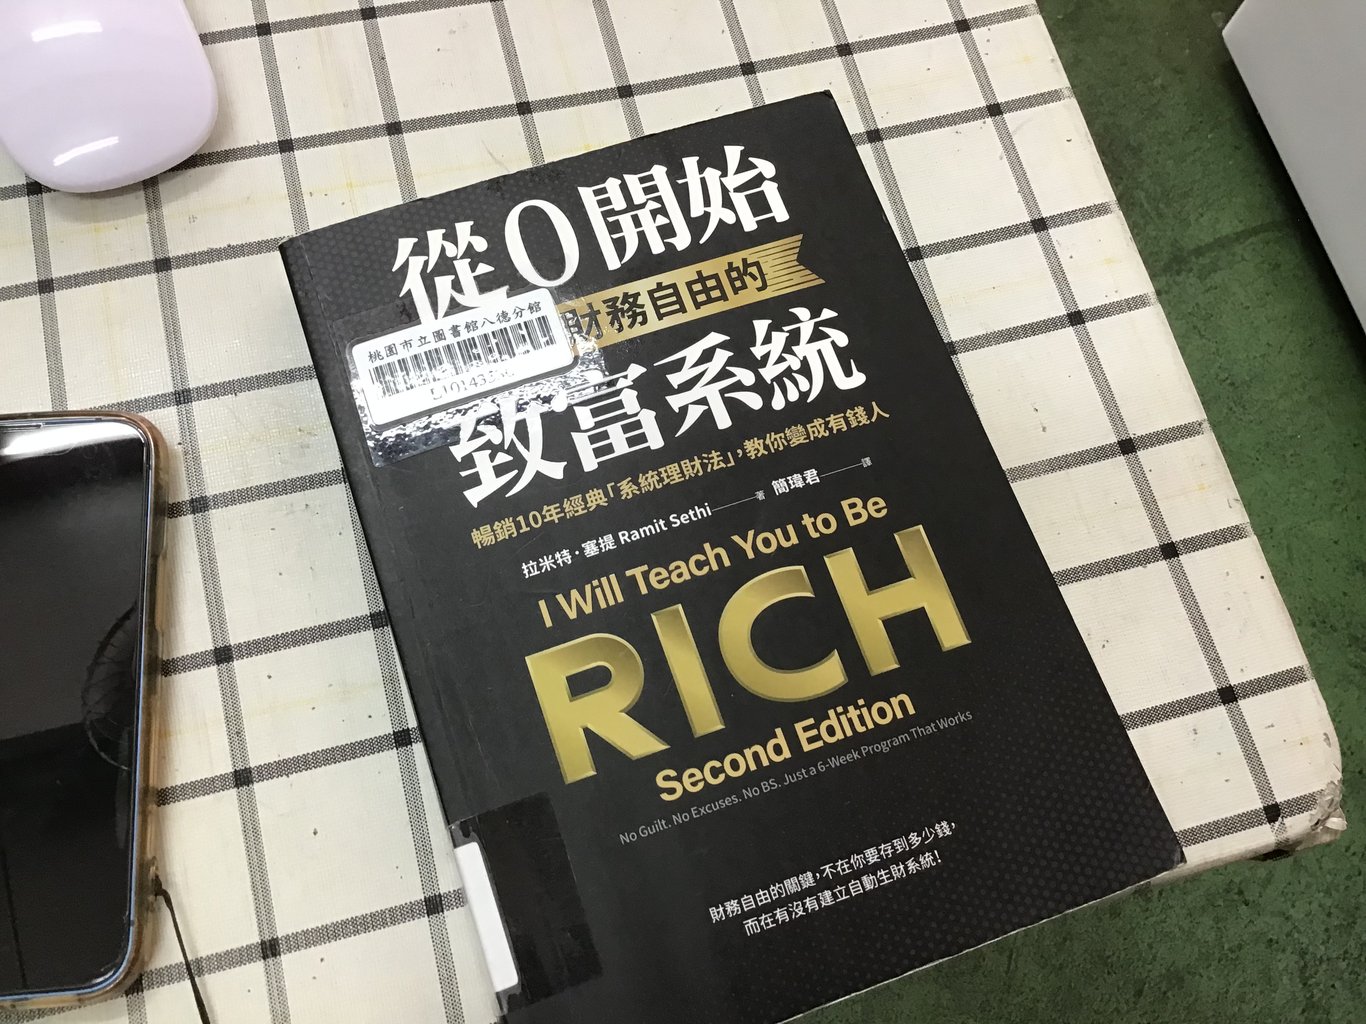 從0開始
財務自由的
桃園市立圖書館八德分館
致富系統
暢銷10年經典「系統理財法」，教你變成有錢人
拉米特．塞提 Ramit Sethi——著 簡瑋君——譯
I Will Teach You to Be
RICH
Second Edition
No Guilt. No Excuses. No BS. Just a 6-Week Program That Works
財務自由的關鍵，不在你要存到多少錢，
而在有沒有建立自動生財系統！